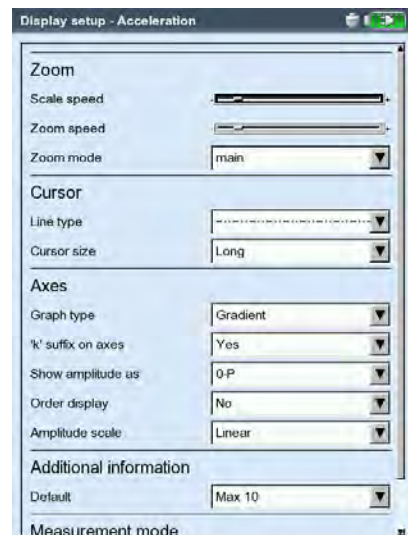 Display setup - Acceleration
Zoom
Scale speed - +
Zoom speed - +
Zoom mode main
Cursor
Line type
Cursor size Long
Axes
Graph type Gradient
'k' suffix on axes Yes
Show amplitude as 0-P
Order display No
Amplitude scale Linear
Additional information
Default Max 10
Measurement mode